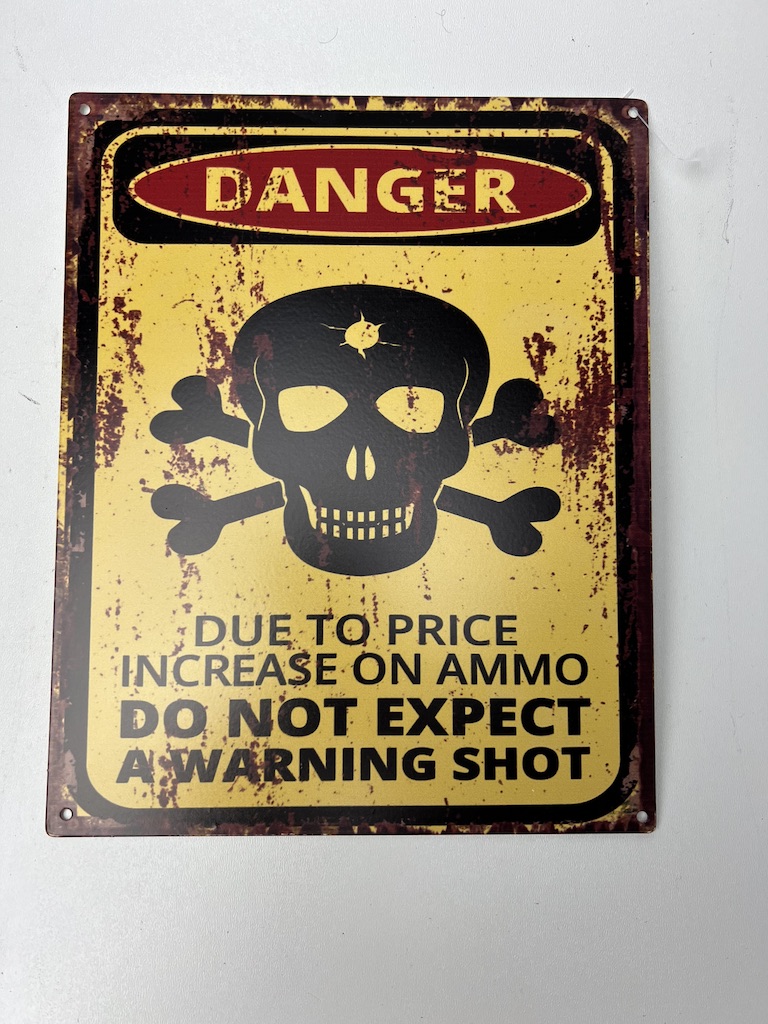 DANGER
DUE TO PRICE
INCREASE ON AMMO
DO NOT EXPECT
A WARNING SHOT